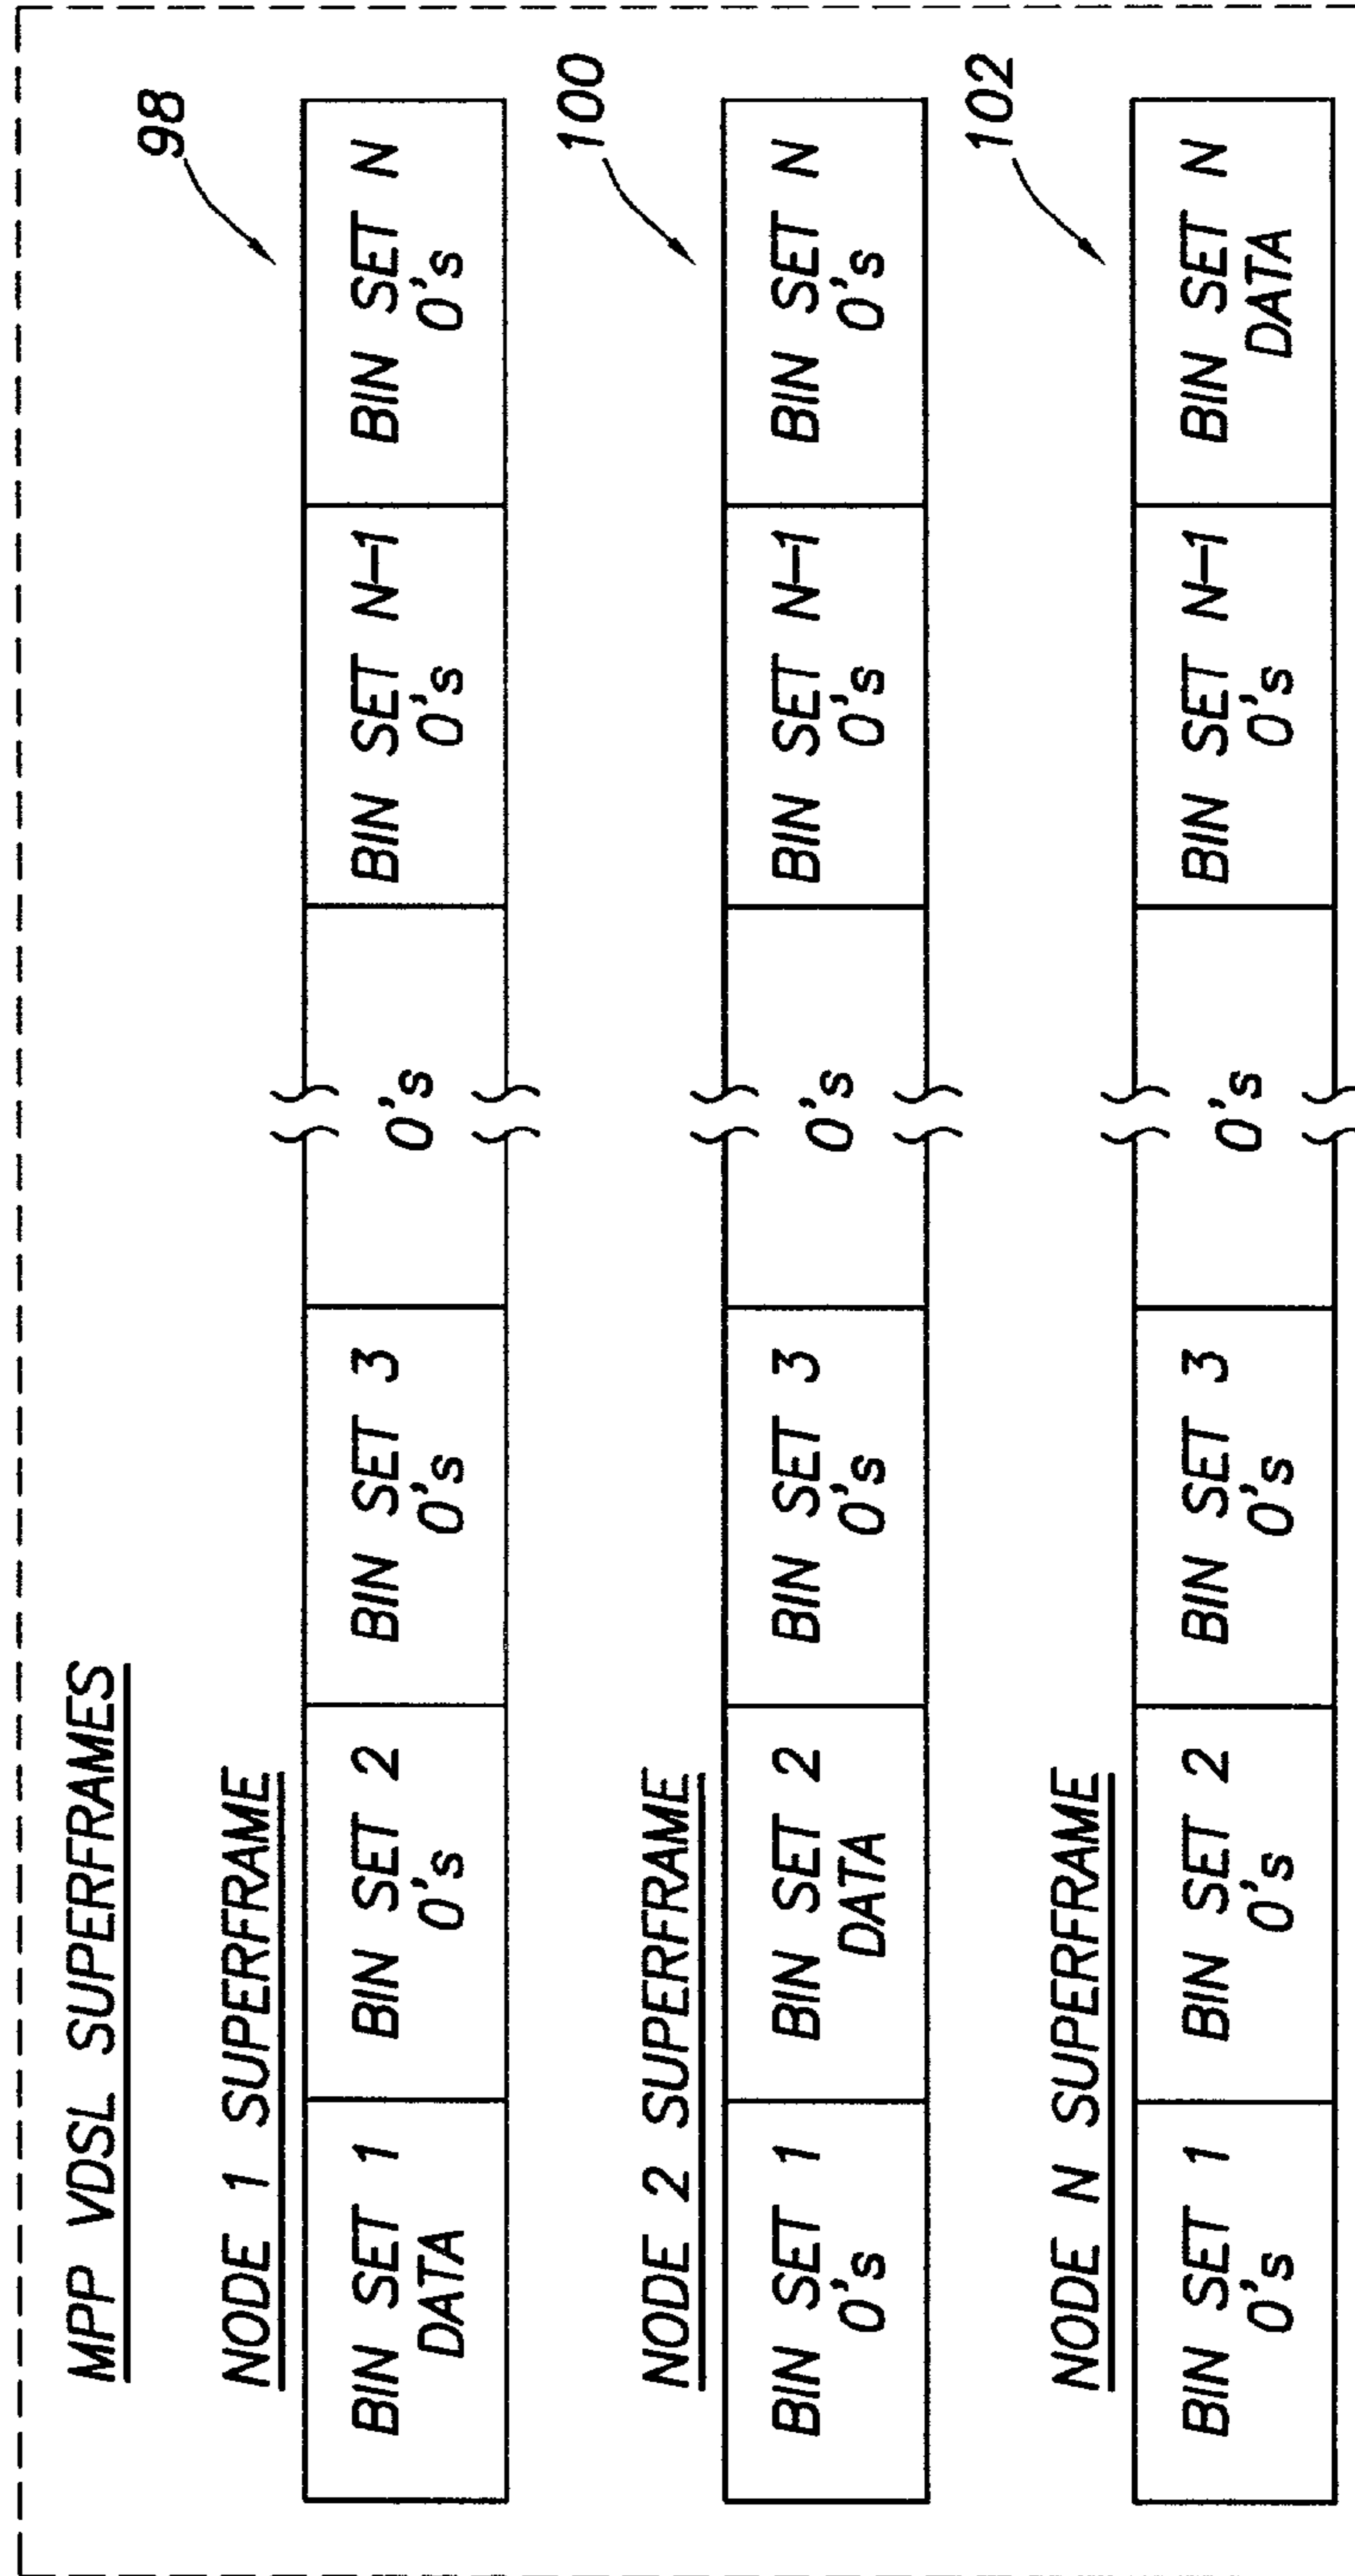 MPP VDSL SUPERFRAMES
98
NODE 1 SUPERFRAME
BIN SET 1 BIN SET 2 BIN SET 3 BIN SET N-1 BIN SET N
DATA 0's 0's 0's 0's 0's
100
NODE 2 SUPERFRAME
BIN SET 1 BIN SET 2 BIN SET 3 BIN SET N-1 BIN SET N
0's DATA 0's 0's 0's 0's
102
NODE N SUPERFRAME
BIN SET 1 BIN SET 2 BIN SET 3 BIN SET N-1 BIN SET N
0's 0's 0's 0's 0's DATA